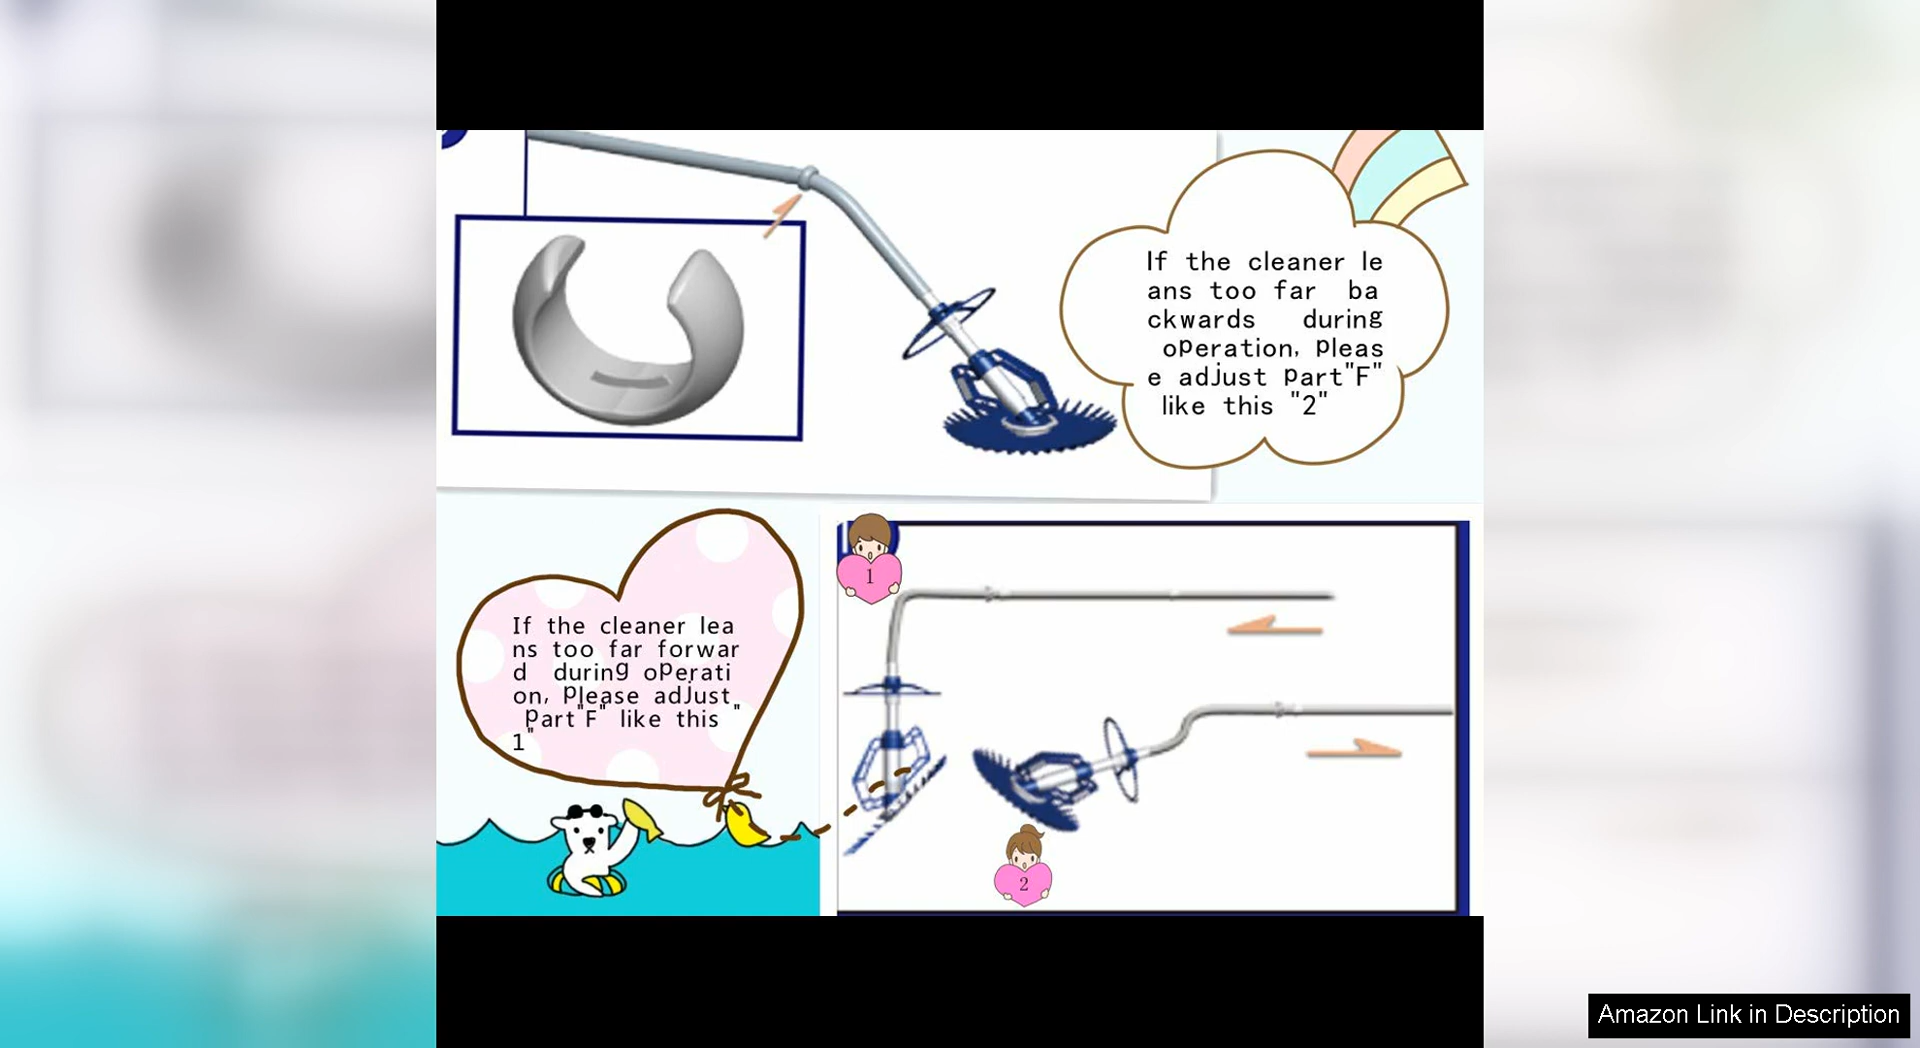 If the cleaner le
ans too far ba
ckwards during
operation, pleas
e adjust part"F"
like this "2"
If the cleaner lea
ns too far forwar
d during operati
on, please adjust
part"F" like this "
1"
1
2
Amazon Link in Description